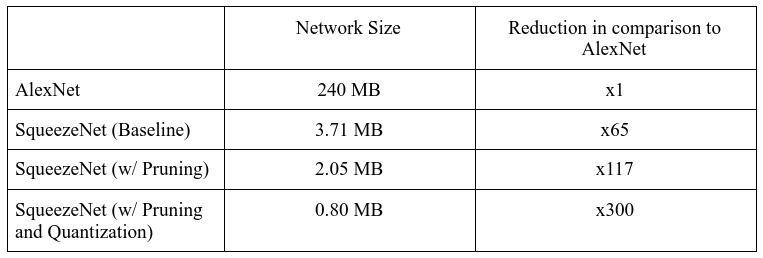 Network Size
Reduction in comparison to
AlexNet
AlexNet
240 MB
x1
SqueezeNet (Baseline)
3.71 MB
x65
SqueezeNet (w/ Pruning)
2.05 MB
x117
SqueezeNet (w/ Pruning
and Quantization)
0.80 MB
x300